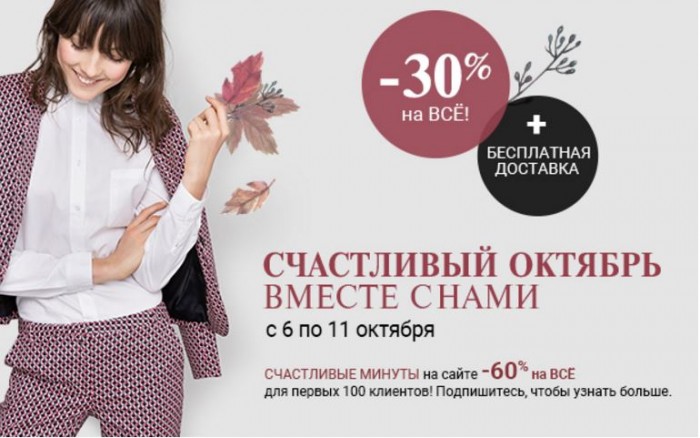 -30%
на ВСЁ!
+
БЕСПЛАТНАЯ
ДОСТАВКА
СЧАСТЛИВЫЙ ОКТЯБРЬ
ВМЕСТЕ С НАМИ
с 6 по 11 октября
СЧАСТЛИВЫЕ МИНУТЫ на сайте -60% на ВСЁ
для первых 100 клиентов! Подпишитесь, чтобы узнать больше.